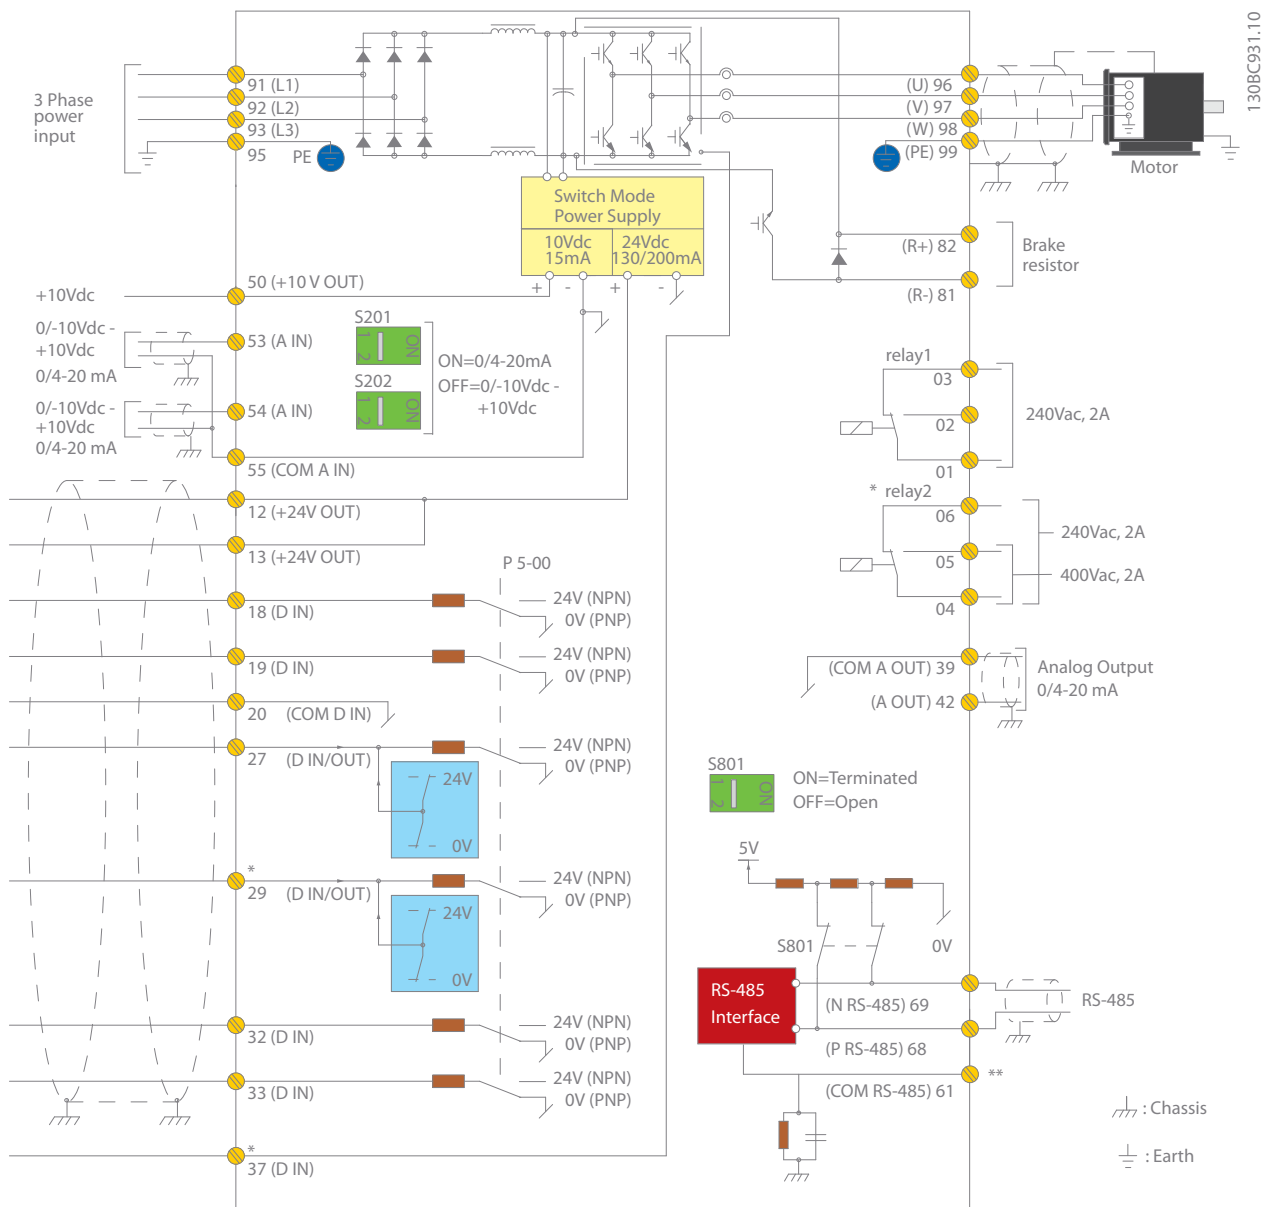 130BC931.10
3 Phase
power
input
91 (L1)
92 (L2)
93 (L3)
95
PE
(U) 96
(V) 97
(W) 98
(PE) 99
Motor
Switch Mode
Power Supply
10Vdc
15mA
24Vdc
130/200mA
+ - + -
(R+) 82
(R-) 81
Brake
resistor
+10Vdc
50 (+10 V OUT)
0/-10Vdc -
+10Vdc
0/4-20 mA
53 (A IN)
S201
1 2
ON
S202
1 2
ON
ON=0/4-20mA
OFF=0/-10Vdc -
+10Vdc
0/-10Vdc -
+10Vdc
0/4-20 mA
54 (A IN)
55 (COM A IN)
relay1
03
02
01
240Vac, 2A
* relay2
06
05
04
240Vac, 2A
400Vac, 2A
12 (+24V OUT)
13 (+24V OUT)
P 5-00
18 (D IN)
24V (NPN)
0V (PNP)
19 (D IN)
24V (NPN)
0V (PNP)
20 (COM D IN)
27 (D IN/OUT)
24V (NPN)
0V (PNP)
24V
0V
*
29 (D IN/OUT)
24V (NPN)
0V (PNP)
24V
0V
32 (D IN)
24V (NPN)
0V (PNP)
33 (D IN)
24V (NPN)
0V (PNP)
*
37 (D IN)
(COM A OUT) 39
(A OUT) 42
Analog Output
0/4-20 mA
S801
1 2
ON
ON=Terminated
OFF=Open
5V
S801
0V
RS-485
Interface
(N RS-485) 69
(P RS-485) 68
(COM RS-485) 61
RS-485
**
: Chassis
: Earth